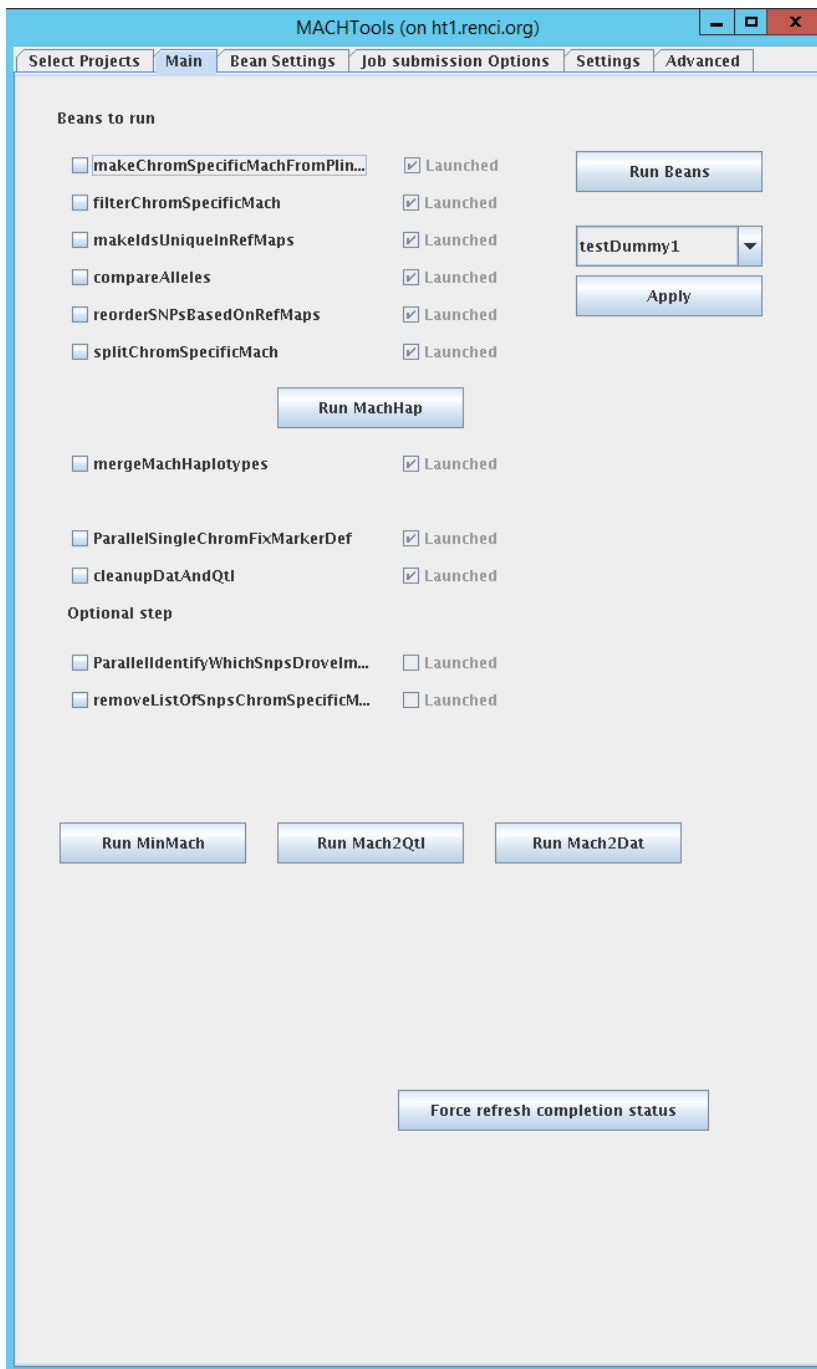 MACHTools (on ht1.renci.org)
Select Projects Main Bean Settings Job submission Options Settings Advanced
Beans to run
makeChromSpecificMachFromPlin... Launched Run Beans
filterChromSpecificMach Launched
makeIdsUniqueInRefMaps Launched testDummy1
compareAlleles Launched Apply
reorderSNPsBasedOnRefMaps Launched
splitChromSpecificMach Launched
Run MachHap
mergeMachHaplotypes Launched
ParallelSingleChromFixMarkerDef Launched
cleanupDatAndQtl Launched
Optional step
ParallelIdentifyWhichSnpsDroveIm... Launched
removeListOfSnpsChromSpecificM... Launched
Run MinMach Run Mach2Qtl Run Mach2Dat
Force refresh completion status